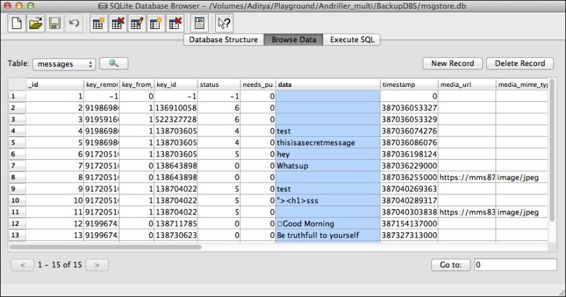 SQLite Database Browser - /Volumes/Aditya/Playground/Andriller_multi/BackupDBS/msgstore.db
Database Structure Browse Data Execute SQL
Table: messages New Record Delete Record
_id key_remo key_from_ key_id status needs_pu data timestamp media_url media_mime_ty
1 1 -1 0 -1 -1 0 0
2 2 9198698 1 136910058 6 0 387036053327
3 3 9195916 1 522327728 6 0 387036053329
4 4 9198698 1 138703605 4 0 test 387036074276
5 5 9198698 1 138703605 4 0 thisisasecretmessage 387036086076
6 6 9172051 1 138703605 5 0 hey 387036198124
7 7 9172051 0 138643898 0 0 Whatsup 387036229000
8 8 9172051 0 138643898 0 0 387036255000 https://mms87 image/jpeg
9 9 9172051 1 138704022 5 0 test 387040269363
10 10 9172051 1 138704022 5 0 "><h1>sss 387040289317
11 11 9172051 1 138704022 5 0 387040303838 https://mms83 image/jpeg
12 12 9199674 0 138711785 0 0 Good Morning 387154137000
13 13 9199674 0 138730623 0 0 Be truthfull to yourself 387327313000
< 1 - 15 of 15 > Go to: 0